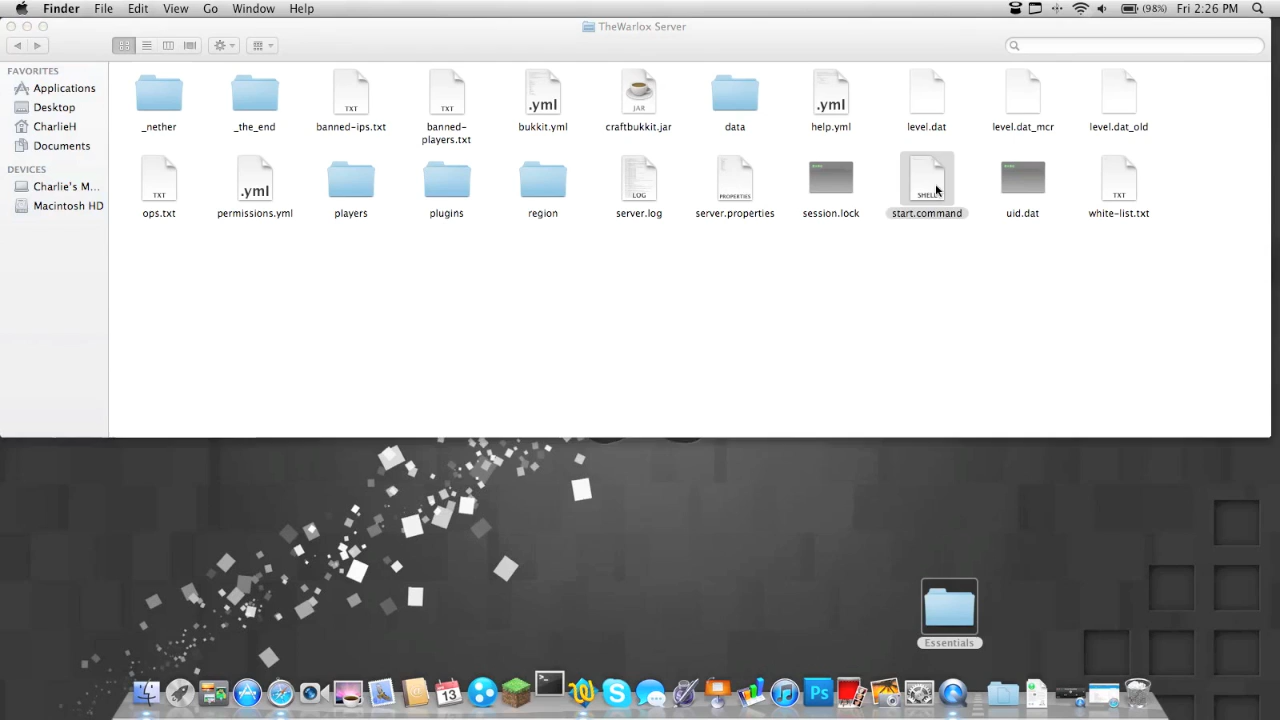 Finder File Edit View Go Window Help (98%) Fri 2:26 PM
TheWarlox Server
FAVORITES
Applications
Desktop
CharlieH
Documents
DEVICES
Charlie's M...
Macintosh HD
TXT TXT .yml JAR .yml
_nether _the_end banned-ips.txt banned-players.txt bukkit.yml craftbukkit.jar data help.yml level.dat level.dat_mcr level.dat_old
TXT .yml LOG PROPERTIES SHELL TXT
ops.txt permissions.yml players plugins region server.log server.properties session.lock start.command uid.dat white-list.txt
Essentials
13
Ps